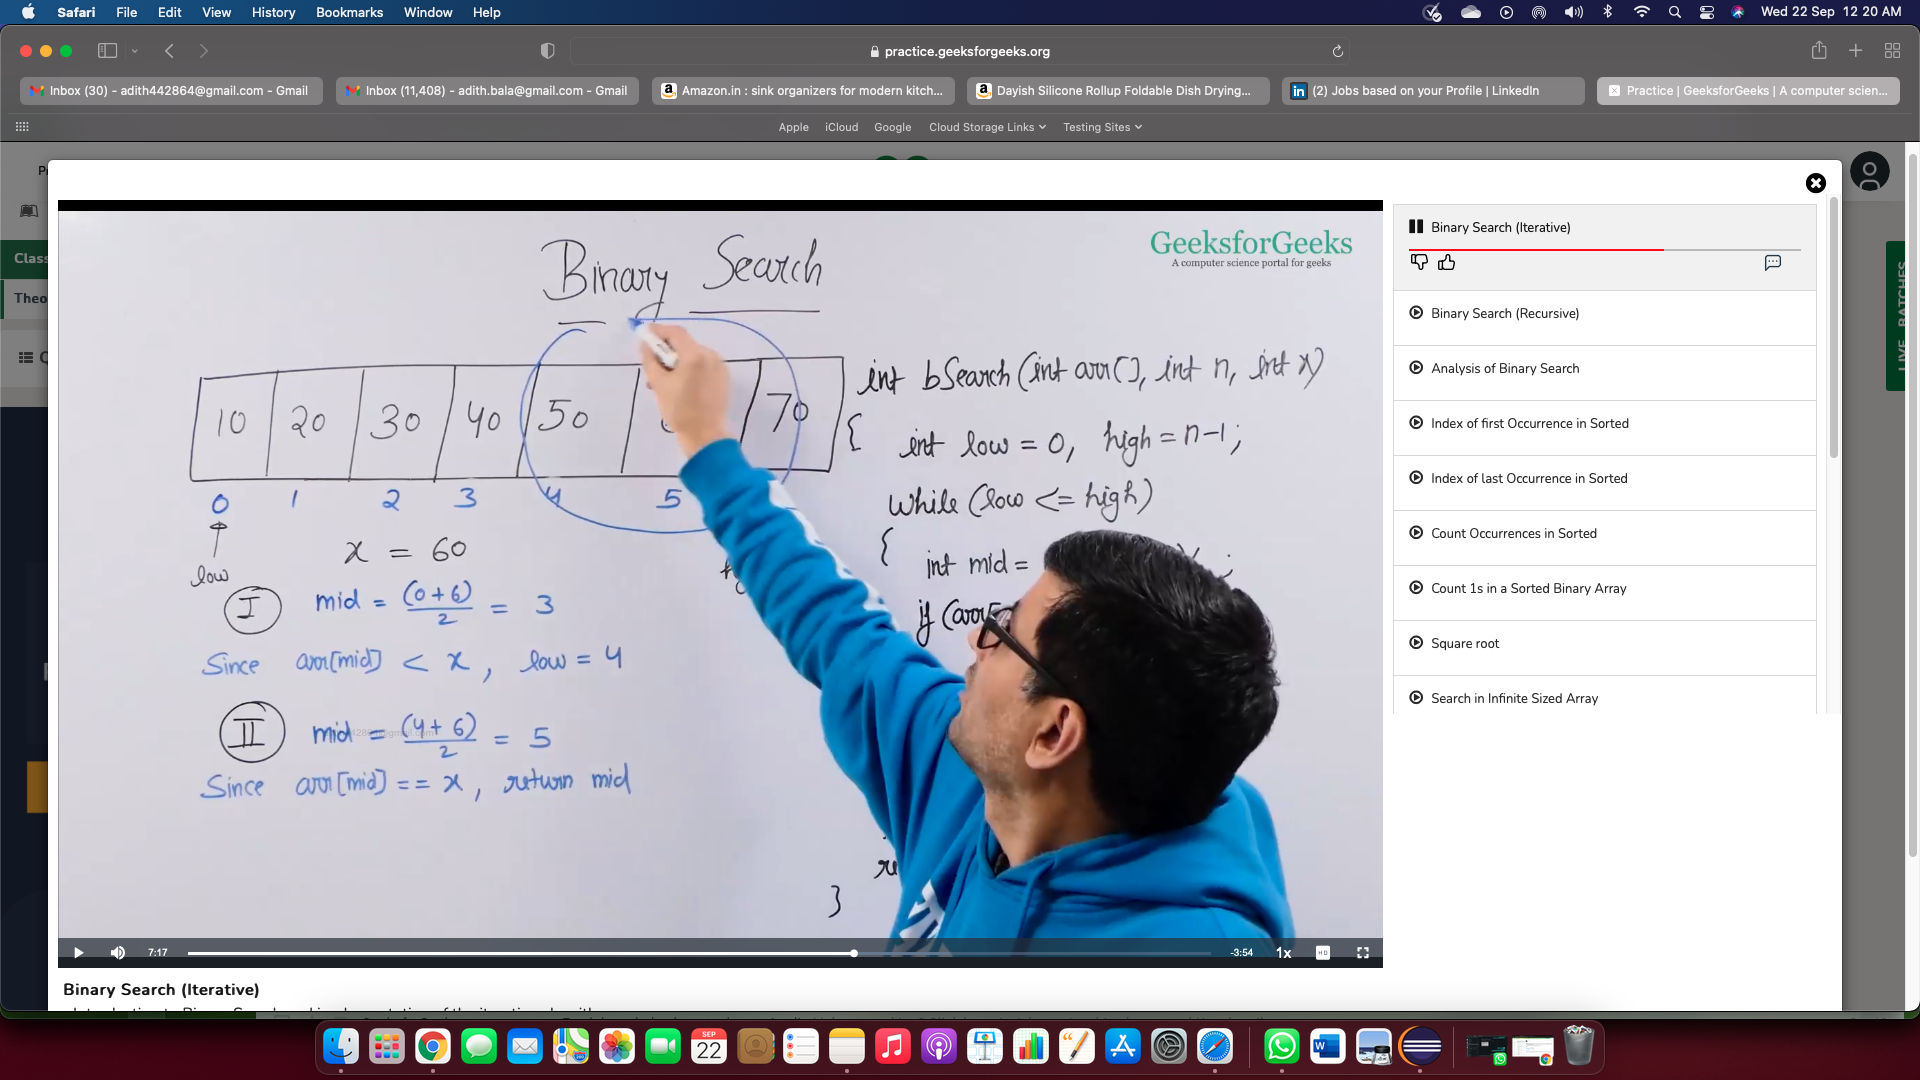 Safari File Edit View History Bookmarks Window Help Wed 22 Sep 12 20 AM
practice.geeksforgeeks.org
Inbox (30) - adith442864@gmail.com - Gmail
Inbox (11,408) - adith.bala@gmail.com - Gmail
Amazon.in : sink organizers for modern kitch...
Dayish Silicone Rollup Foldable Dish Drying...
(2) Jobs based on your Profile | LinkedIn
Practice | GeeksforGeeks | A computer scien...
Apple iCloud Google Cloud Storage Links Testing Sites
Class
Theo
LIVE BATCHES
Binary Search
GeeksforGeeks
A computer science portal for geeks
10 20 30 40 50 70
0 1 2 3 4 5
low
x = 60
I mid = (0+6)/2 = 3
Since arr[mid] < x, low = 4
II mid = (4+6)/2 = 5
Since arr[mid] == x, return mid
int bSearch(int arr[], int n, int x)
{
int low = 0, high = n-1;
while (low <= high)
{
int mid = ;
if (arr[
}
7:17 -3:54 1x HD
Binary Search (Iterative)
Binary Search (Iterative)
Binary Search (Recursive)
Analysis of Binary Search
Index of first Occurrence in Sorted
Index of last Occurrence in Sorted
Count Occurrences in Sorted
Count 1s in a Sorted Binary Array
Square root
Search in Infinite Sized Array
SEP
22